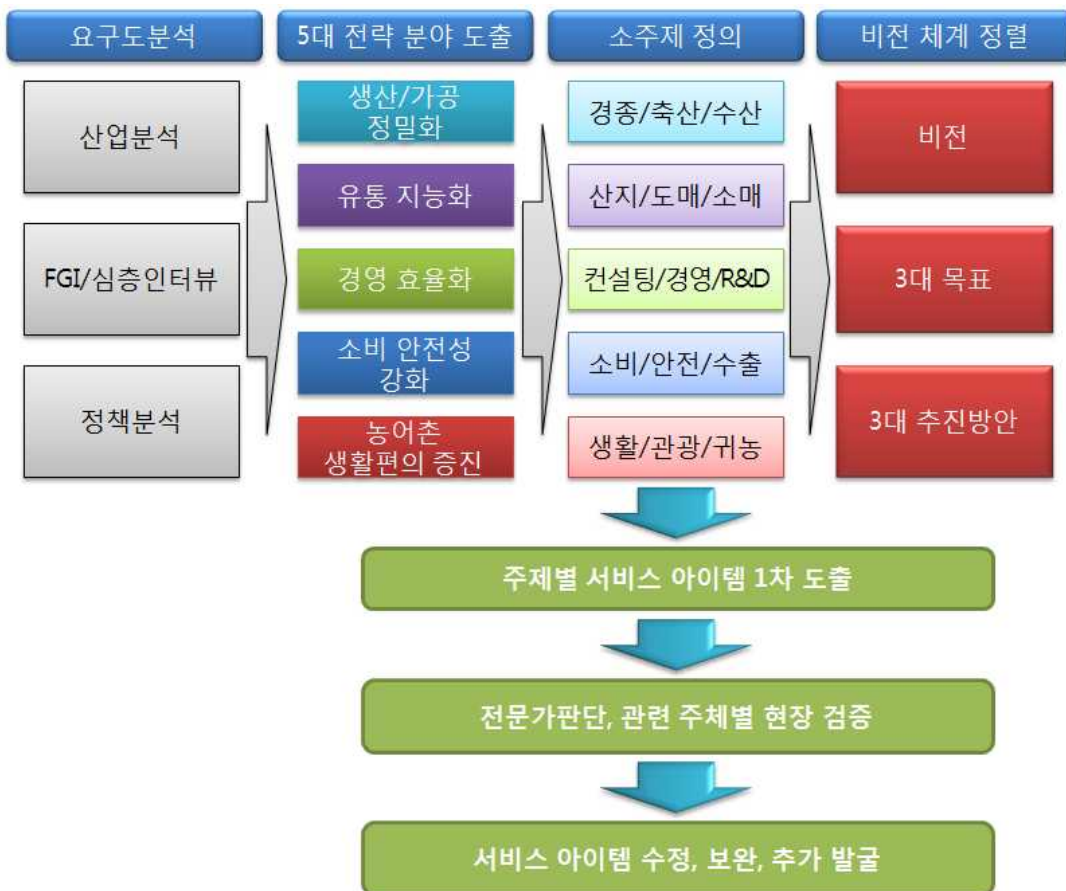 요구도분석
5대 전략 분야 도출
소주제 정의
비전 체계 정렬
산업분석
FGI/심층인터뷰
정책분석
생산/가공
정밀화
유통 지능화
경영 효율화
소비 안전성
강화
농어촌
생활편의 증진
경종/축산/수산
산지/도매/소매
컨설팅/경영/R&D
소비/안전/수출
생활/관광/귀농
비전
3대 목표
3대 추진방안
주제별 서비스 아이템 1차 도출
전문가판단, 관련 주체별 현장 검증
서비스 아이템 수정, 보완, 추가 발굴